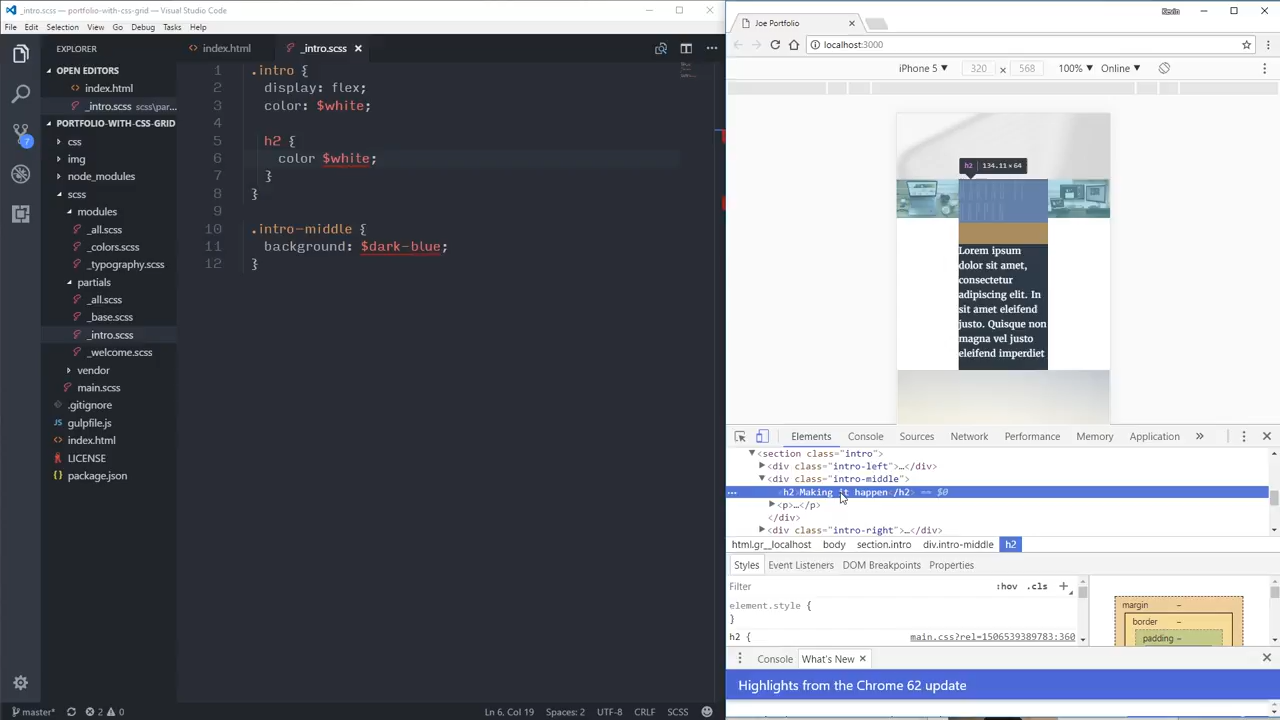 _intro.scss - portfolio-with-css-grid - Visual Studio Code
File Edit Selection View Go Debug Tasks Help
EXPLORER
OPEN EDITORS
index.html
_intro.scss scss\par...
PORTFOLIO-WITH-CSS-GRID
css
img
node_modules
scss
modules
_all.scss
_colors.scss
_typography.scss
partials
_all.scss
_base.scss
_intro.scss
_welcome.scss
vendor
main.scss
.gitignore
gulpfile.js
index.html
LICENSE
package.json
index.html _intro.scss
1 .intro {
2 display: flex;
3 color: $white;
4
5 h2 {
6 color $white;
7 }
8 }
9
10 .intro-middle {
11 background: $dark-blue;
12 }
master* 2 0 Ln 6, Col 19 Spaces: 2 UTF-8 CRLF SCSS
Kevin
Joe Portfolio
localhost:3000
iPhone 5 320 × 568 100% Online
h2 134.11 × 64
MAKING IT
HAPPEN
Lorem ipsum
dolor sit amet,
consectetur
adipiscing elit. In
sit amet eleifend
justo. Quisque non
magna vel justo
eleifend imperdiet
Elements Console Sources Network Performance Memory Application »
<section class="intro">
<div class="intro-left">…</div>
<div class="intro-middle">
<h2>Making it happen</h2> == $0
<p>…</p>
</div>
<div class="intro-right">…</div>
html.gr__localhost body section.intro div.intro-middle h2
Styles Event Listeners DOM Breakpoints Properties
Filter :hov .cls +
element.style {
}
h2 { main.css?rel=1506539389783:360
margin –
border –
padding –
Console What's New
Highlights from the Chrome 62 update